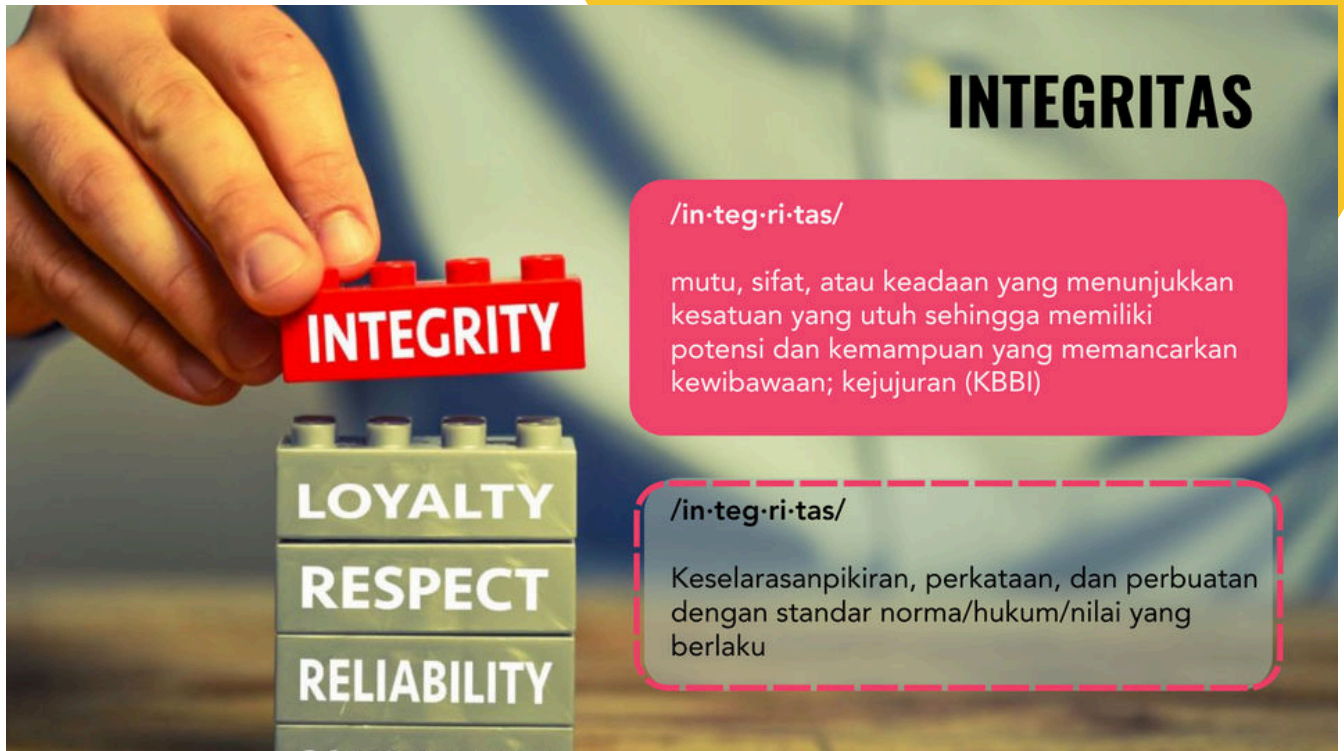 INTEGRITAS
/in·teg·ri·tas/
mutu, sifat, atau keadaan yang menunjukkan
kesatuan yang utuh sehingga memiliki
potensi dan kemampuan yang memancarkan
kewibawaan; kejujuran (KBBI)
/in·teg·ri·tas/
Keselarasanpikiran, perkataan, dan perbuatan
dengan standar norma/hukum/nilai yang
berlaku
INTEGRITY
LOYALTY
RESPECT
RELIABILITY